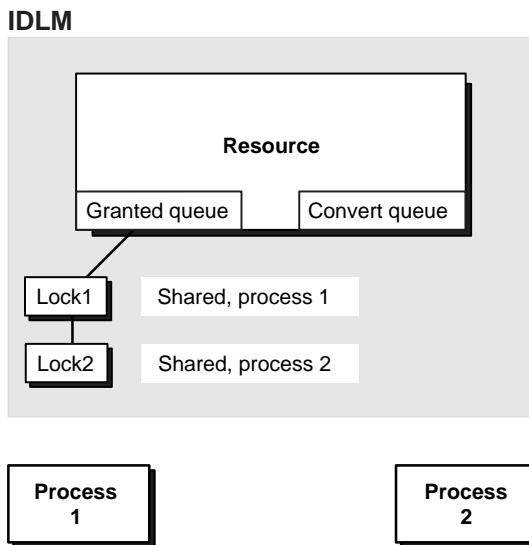 IDLM
Resource
Granted queue
Convert queue
Lock1
Shared, process 1
Lock2
Shared, process 2
Process
1
Process
2